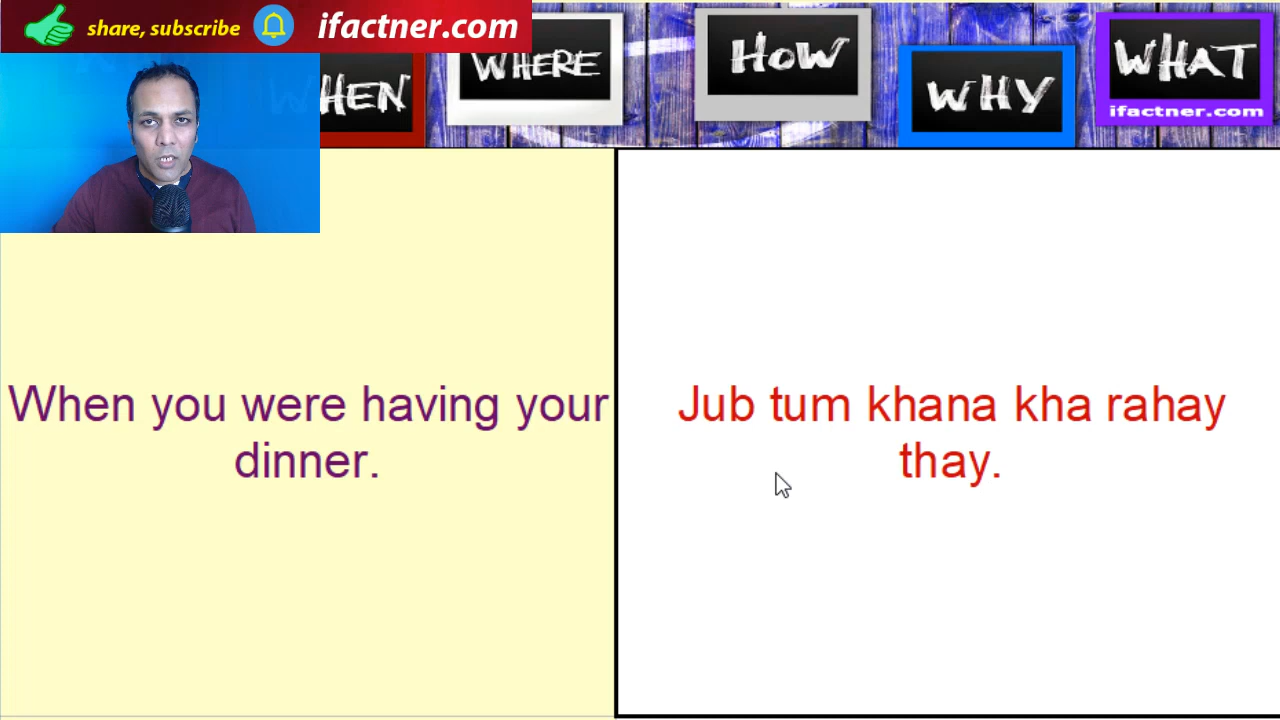 share, subscribe
ifactner.com
WHEN
WHERE
HOW
WHY
WHAT
ifactner.com
When you were having your
dinner.
Jub tum khana kha rahay
thay.